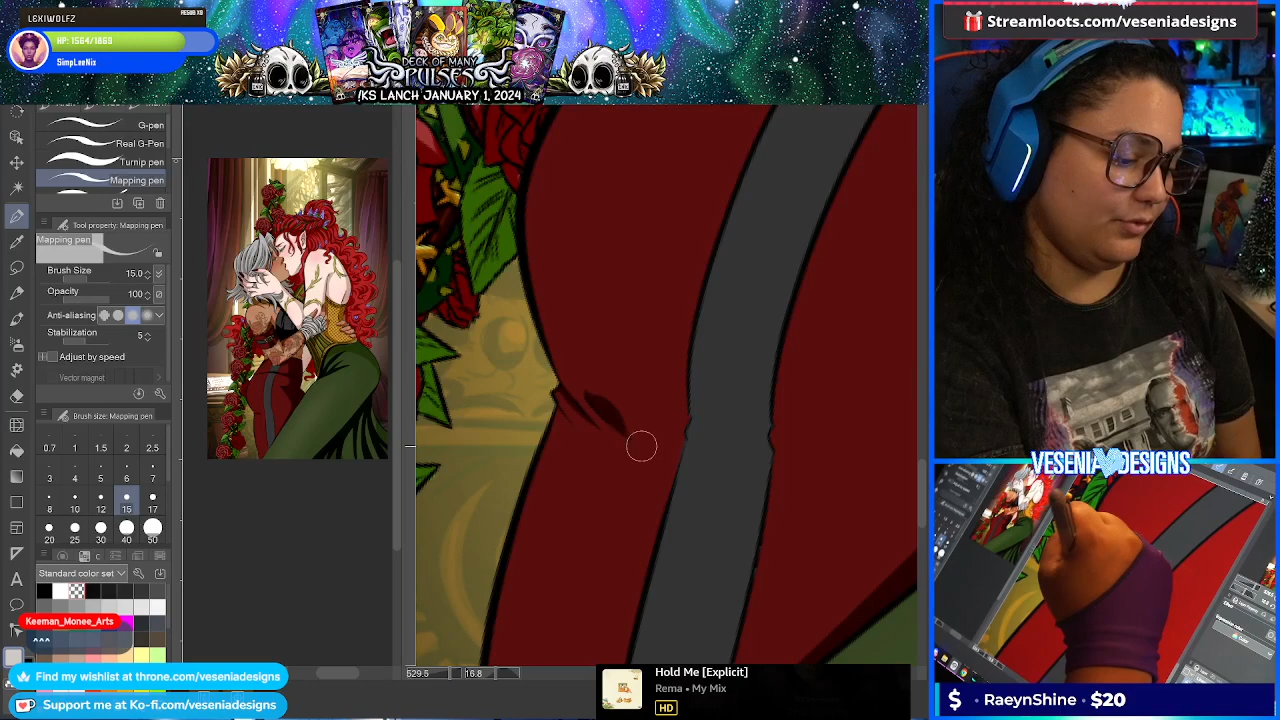 LEXIWOLFZ
HP: 1564/1869
SimpLeeNix
DECK OF MANY
PULSES
!KS LANCH JANUARY 1, 2024
Streamloots.com/veseniadesigns
G-pen
Real G-pen
Turnip pen
Mapping pen
Tool property: Mapping pen
Mapping pen
Brush Size 15.0
Opacity 100
Anti-aliasing
Stabilization
5
Adjust by speed
Vector magnet
Brush size: Mapping pen
0.7 1 1.5 2 2.5
3 4 5 6 7
8 10 12 15 17
20 25 30 40 50
Standard color set
Keeman_Monee_Arts
^^^
Find my wishlist at throne.com/veseniadesigns
Support me at Ko-fi.com/veseniadesigns
529.5 16.8
Hold Me [Explicit]
Rema • My Mix
HD
VESENIA DESIGNS
$ RaeynShine - $20